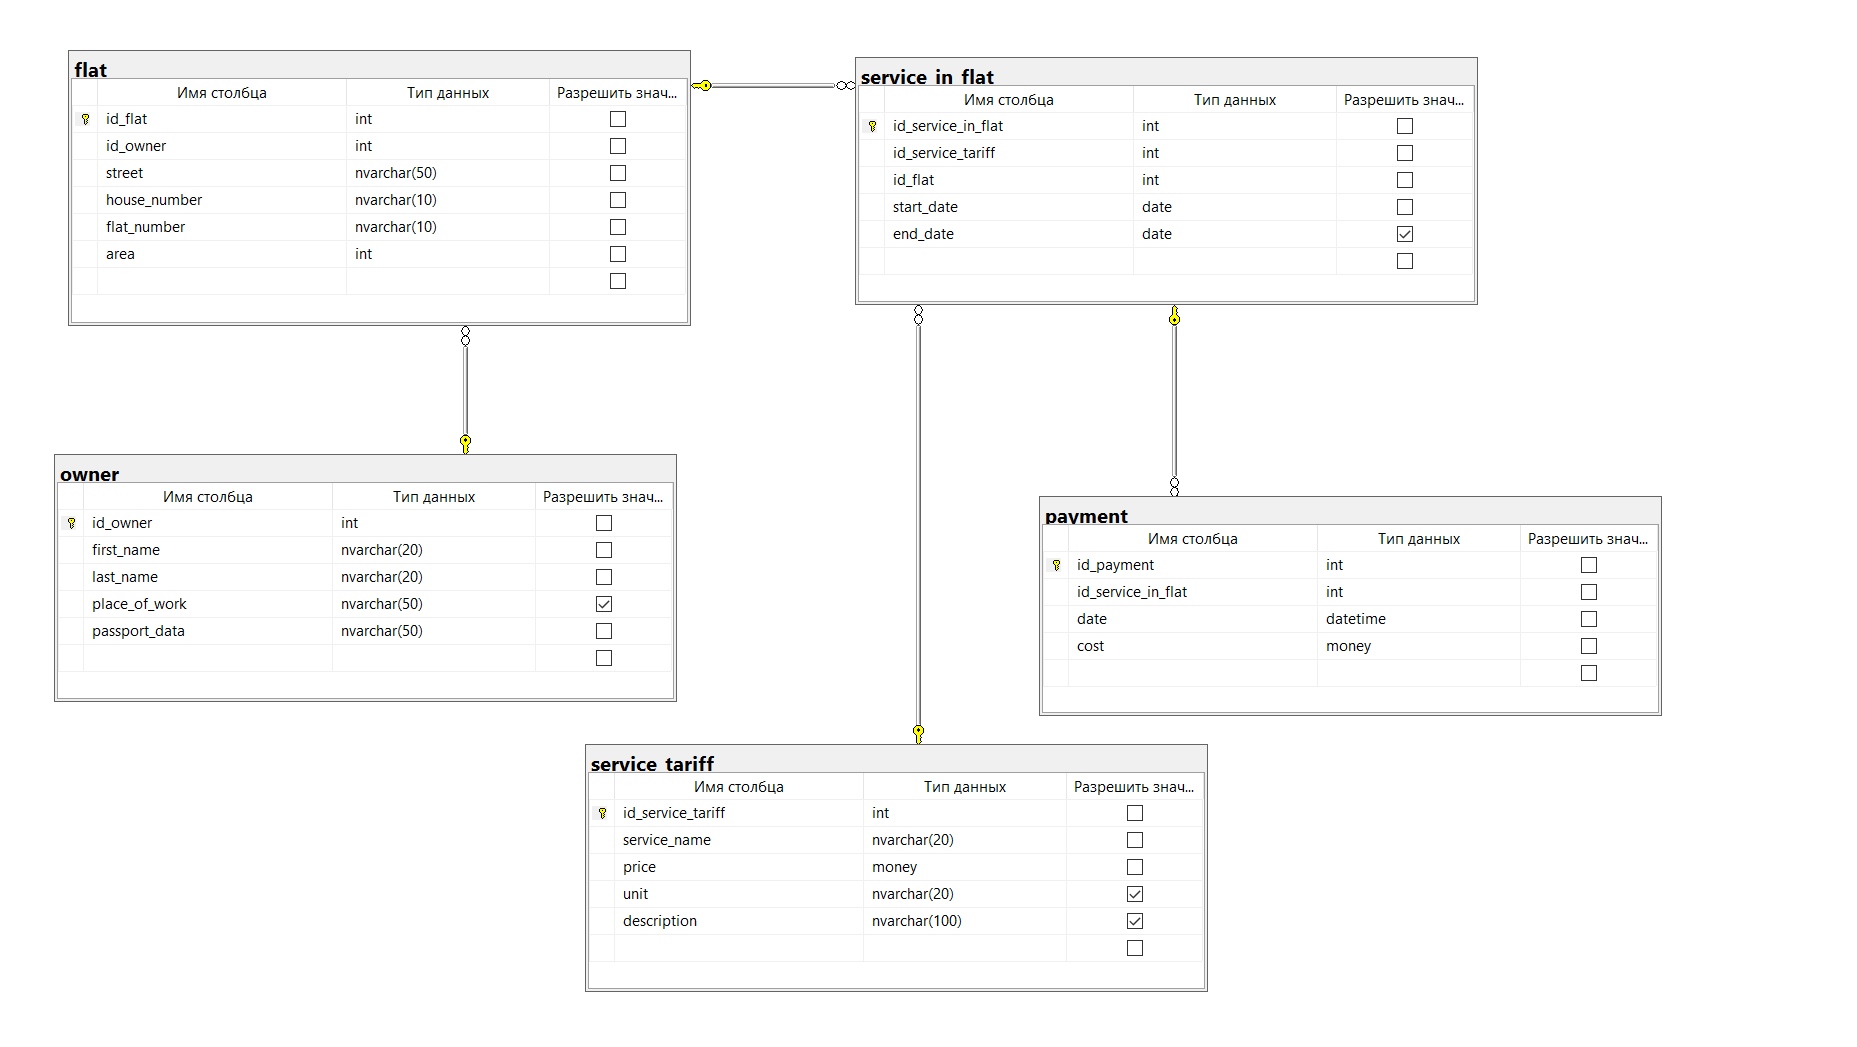 flat
Имя столбца Тип данных Разрешить знач...
id_flat int
id_owner int
street nvarchar(50)
house_number nvarchar(10)
flat_number nvarchar(10)
area int
service_in_flat
Имя столбца Тип данных Разрешить знач...
id_service_in_flat int
id_service_tariff int
id_flat int
start_date date
end_date date
owner
Имя столбца Тип данных Разрешить знач...
id_owner int
first_name nvarchar(20)
last_name nvarchar(20)
place_of_work nvarchar(50)
passport_data nvarchar(50)
payment
Имя столбца Тип данных Разрешить знач...
id_payment int
id_service_in_flat int
date datetime
cost money
service_tariff
Имя столбца Тип данных Разрешить знач...
id_service_tariff int
service_name nvarchar(20)
price money
unit nvarchar(20)
description nvarchar(100)